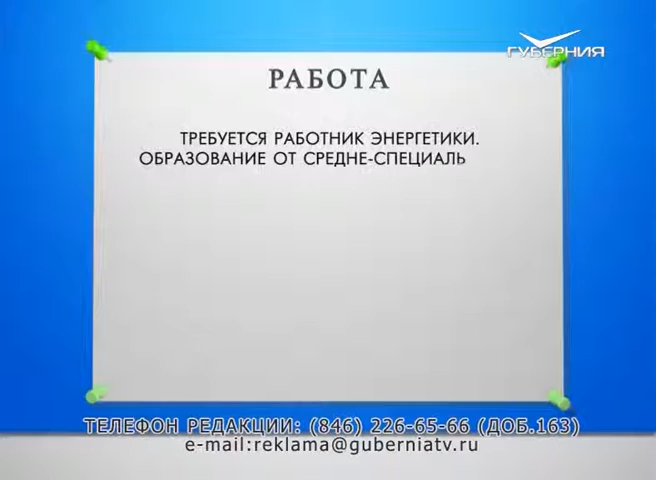 ГУБЕРНИЯ
РАБОТА
ТРЕБУЕТСЯ РАБОТНИК ЭНЕРГЕТИКИ.
ОБРАЗОВАНИЕ ОТ СРЕДНЕ-СПЕЦИАЛЬ
ТЕЛЕФОН РЕДАКЦИИ: (846) 226-65-66 (ДОБ.163)
e-mail:reklama@guberniatv.ru